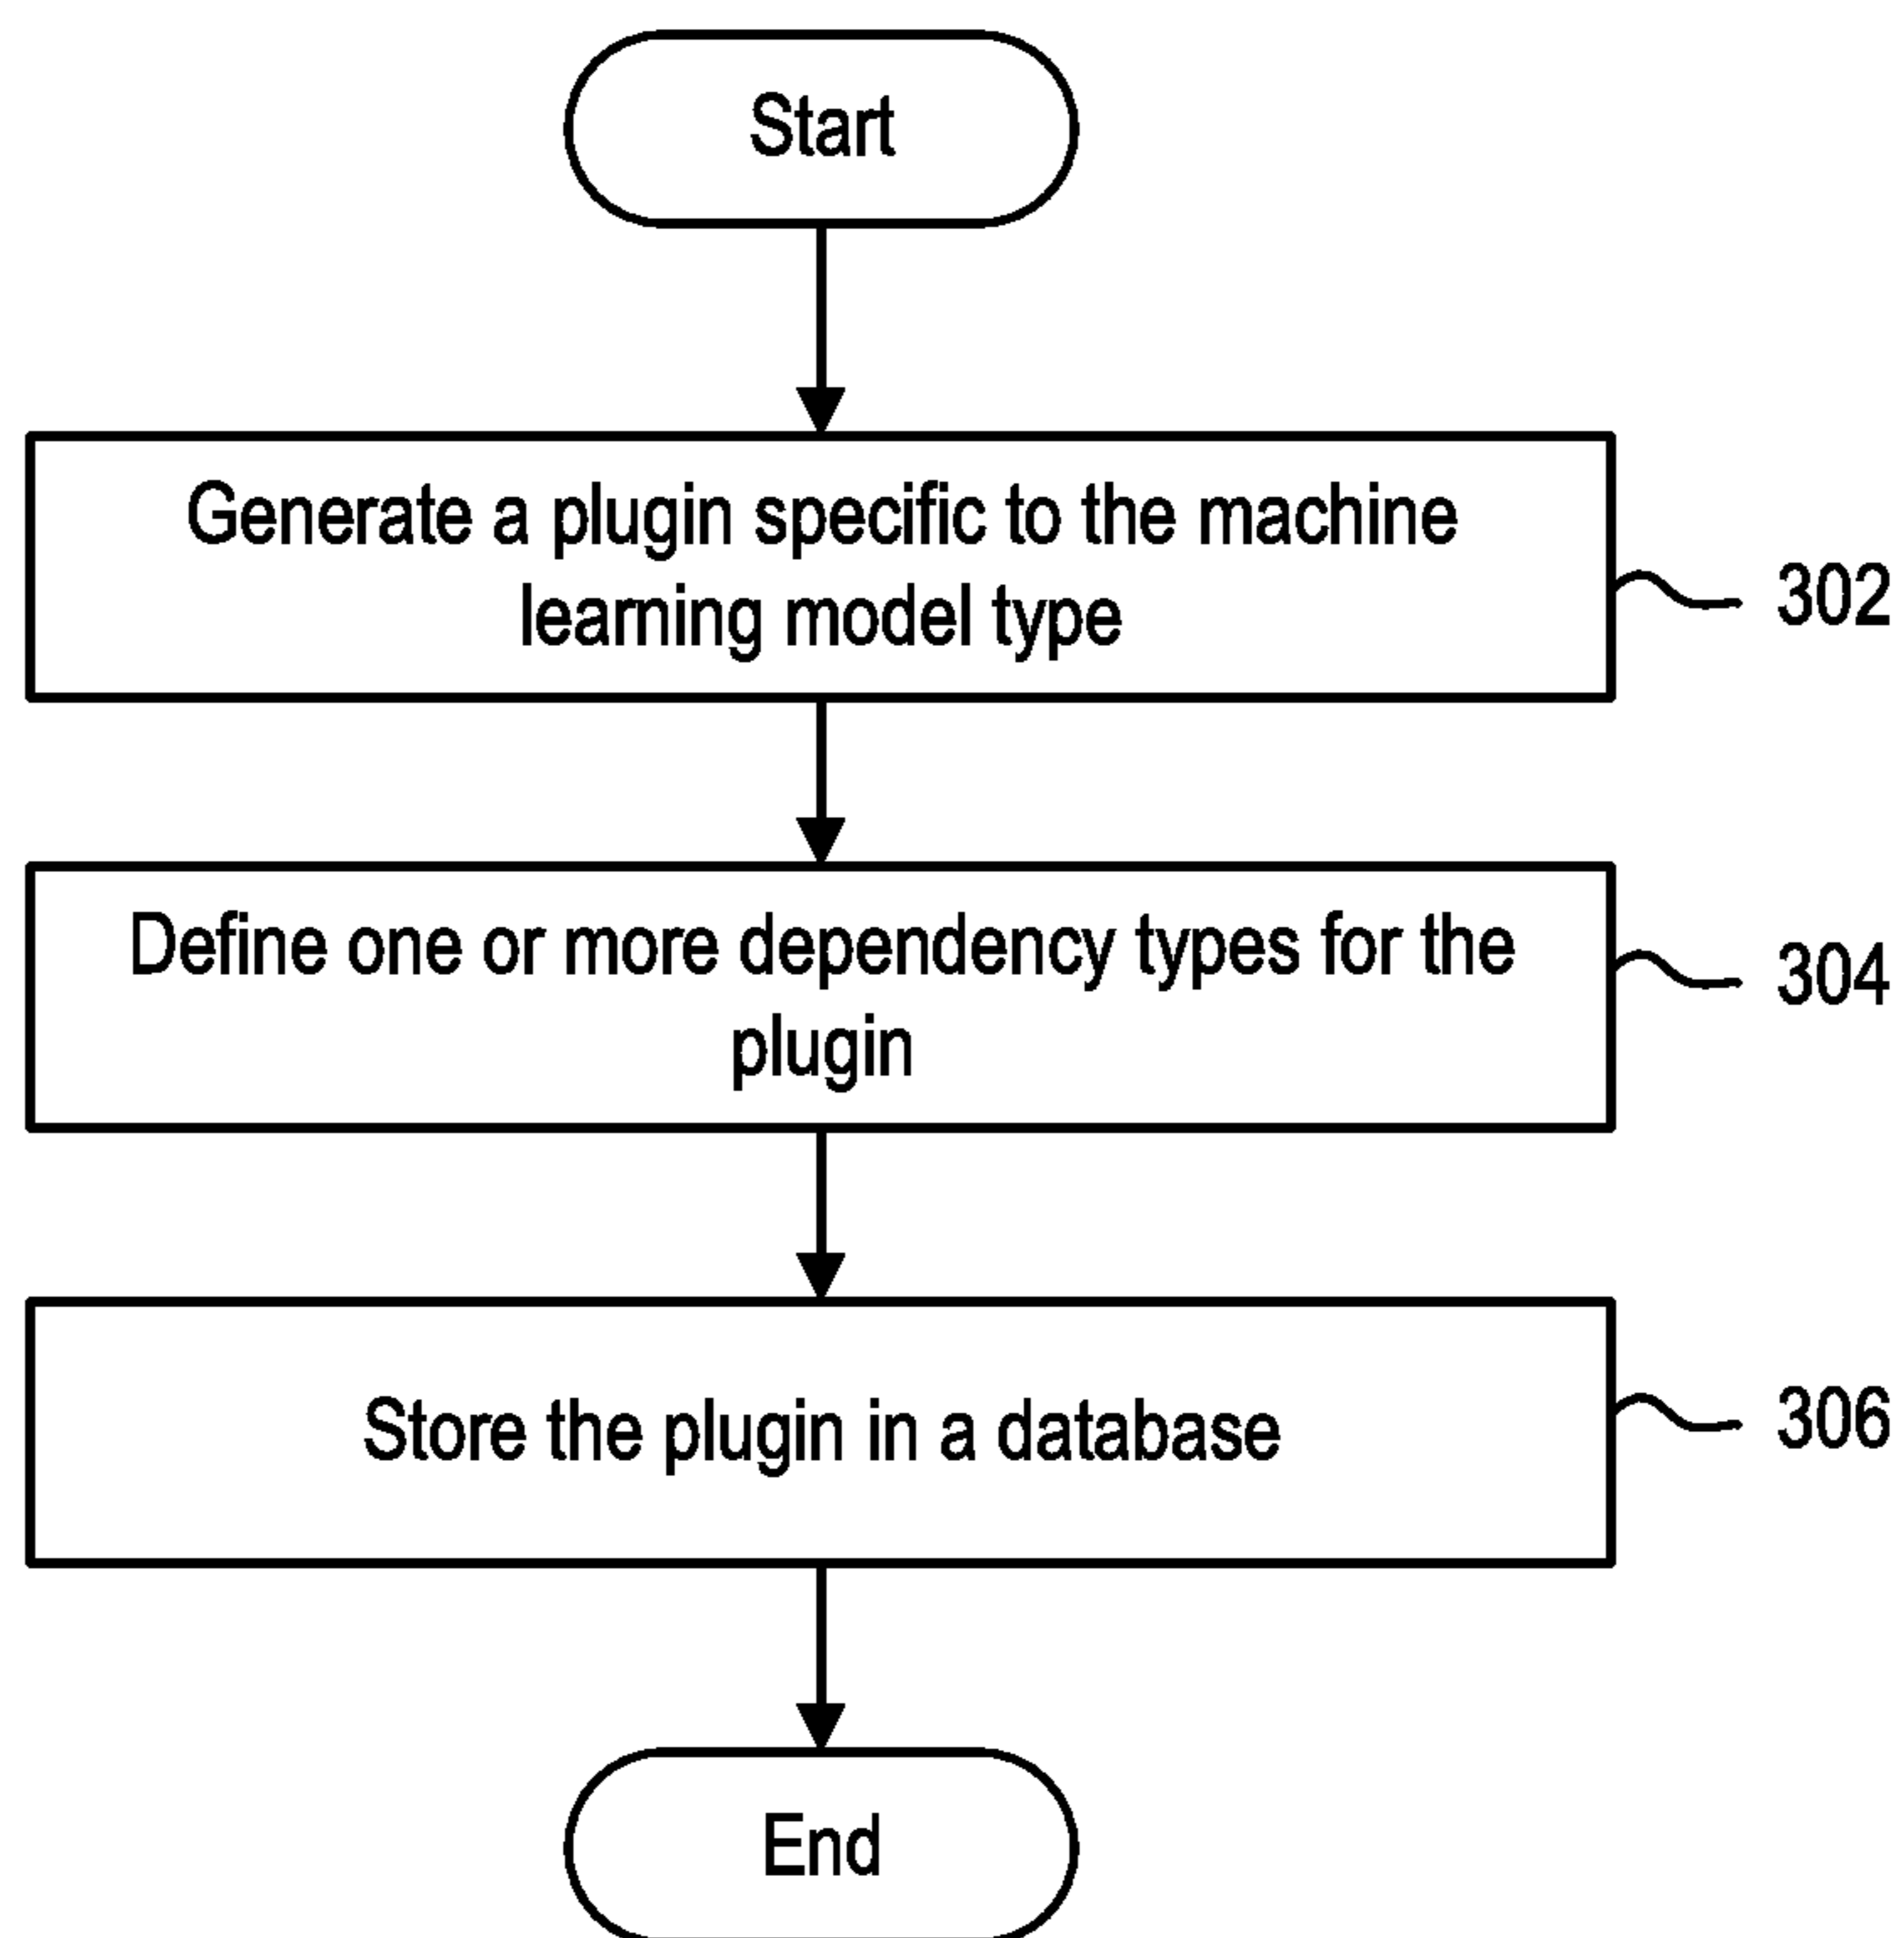 Start
Generate a plugin specific to the machine
learning model type
302
Define one or more dependency types for the
plugin
304
Store the plugin in a database
306
End